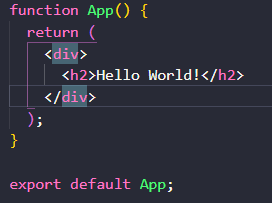 function App() {
  return (
    <div>
      <h2>Hello World!</h2>
    </div>
  );
}

export default App;